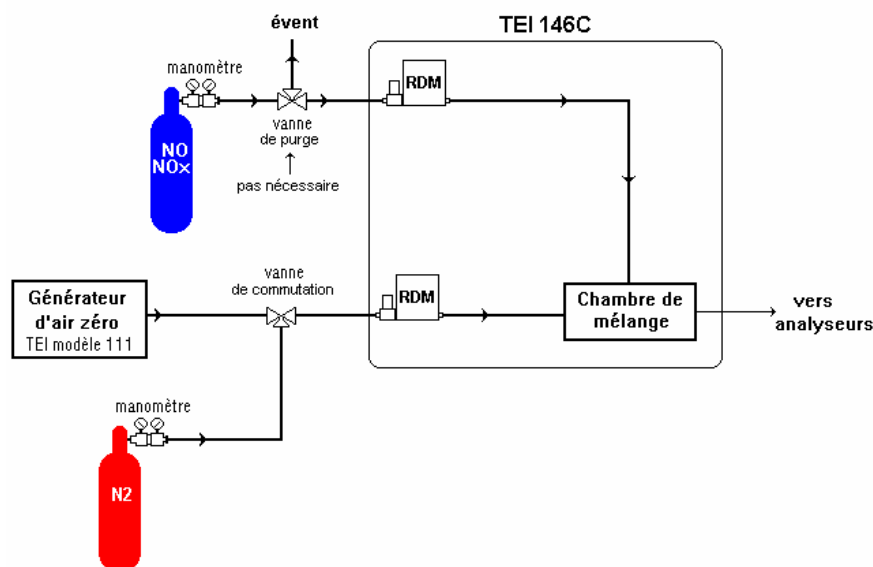 évent
TEI 146C
manomètre
RDM
NO
NOx
vanne
de purge
pas nécessaire
vanne
de commutation
Générateur
d'air zéro
TEI modèle 111
RDM
Chambre de
mélange
vers
analyseurs
manomètre
N2